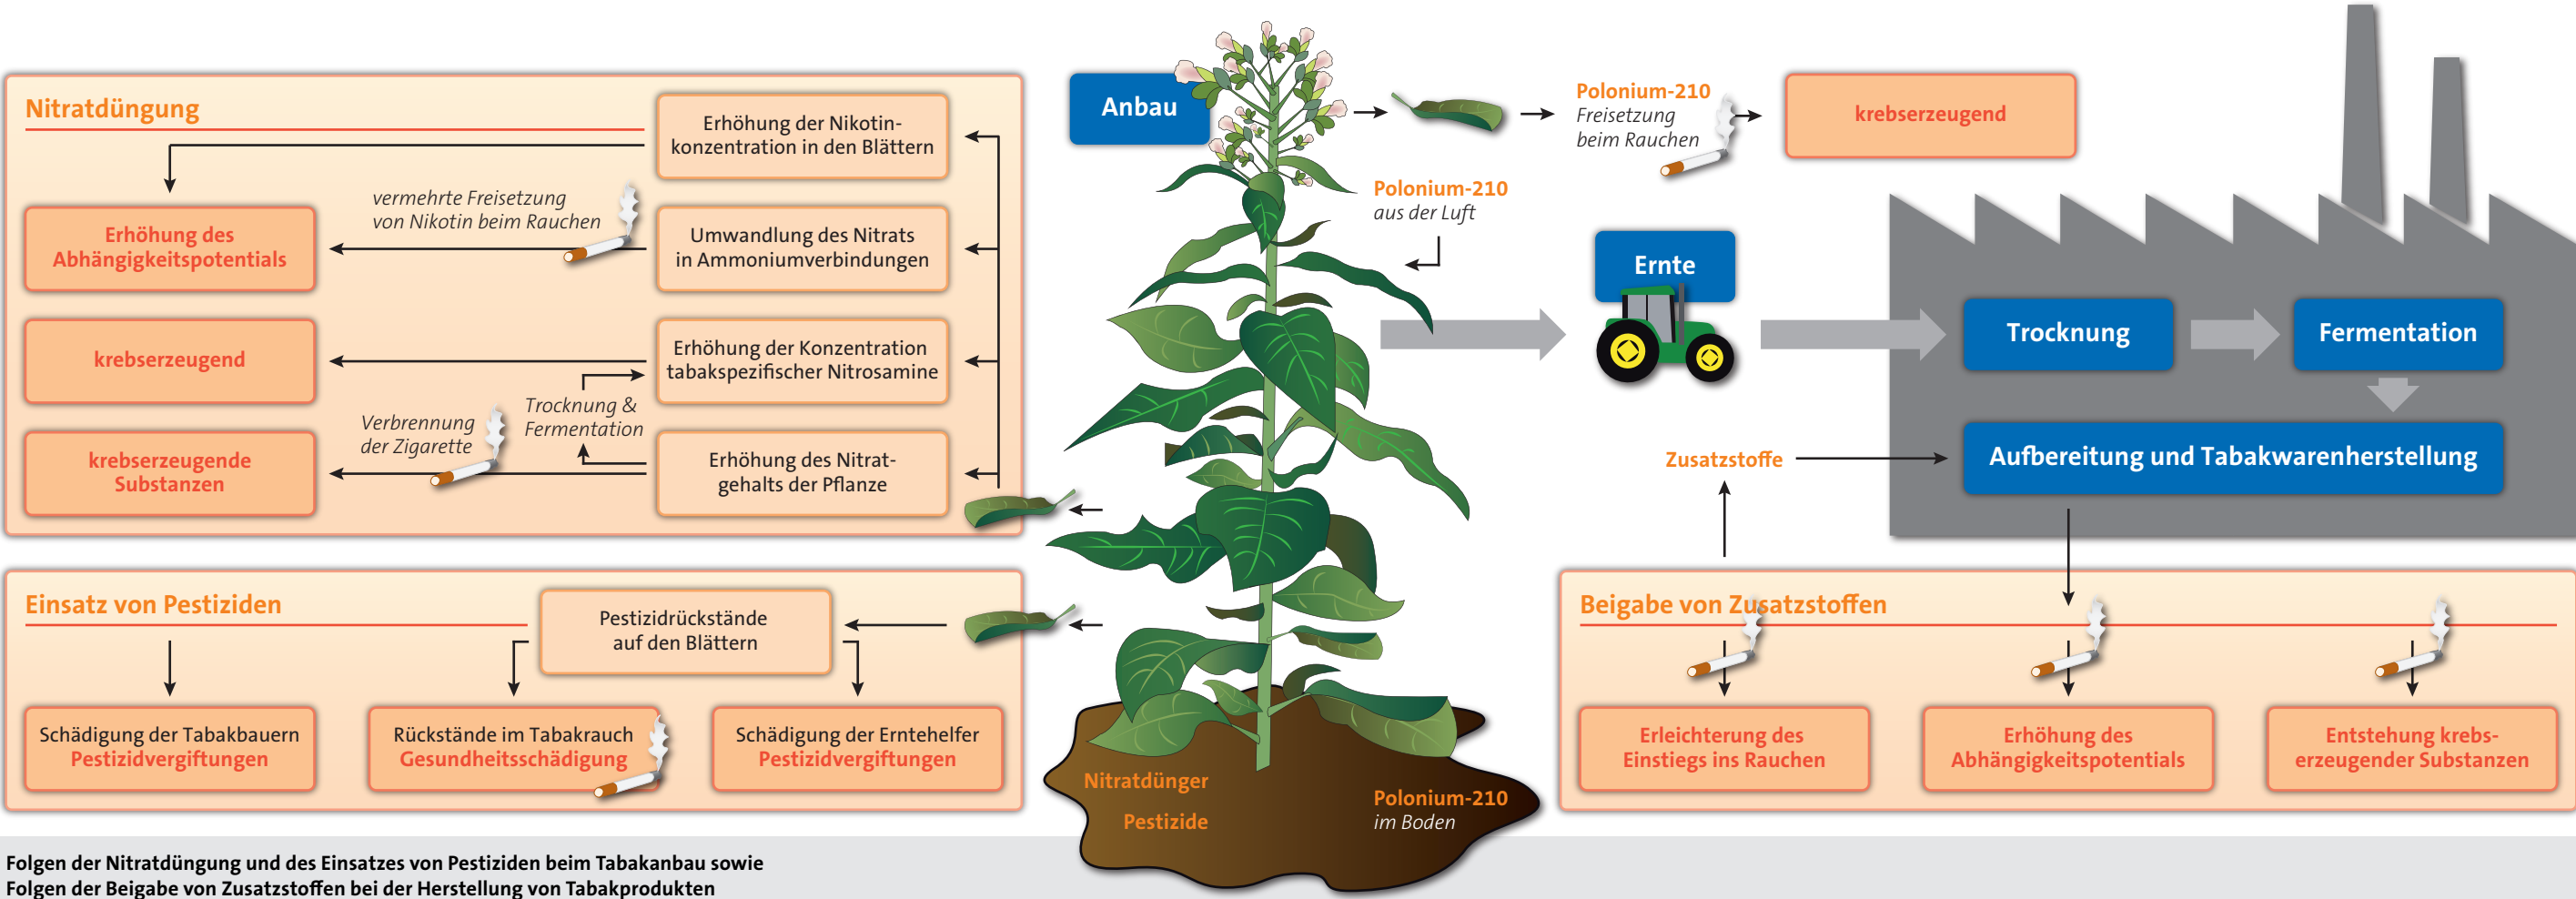 Nitratdüngung
Erhöhung der Nikotin-
konzentration in den Blättern
vermehrte Freisetzung
von Nikotin beim Rauchen
Erhöhung des
Abhängigkeitspotentials
Umwandlung des Nitrats
in Ammoniumverbindungen
krebserzeugend
Erhöhung der Konzentration
tabakspezifischer Nitrosamine
Trocknung &
Fermentation
Verbrennung
der Zigarette
krebserzeugende
Substanzen
Erhöhung des Nitrat-
gehalts der Pflanze
Einsatz von Pestiziden
Pestizidrückstände
auf den Blättern
Schädigung der Tabakbauern
Pestizidvergiftungen
Rückstände im Tabakrauch
Gesundheitsschädigung
Schädigung der Erntehelfer
Pestizidvergiftungen
Anbau
Polonium-210
Freisetzung
beim Rauchen
krebserzeugend
Polonium-210
aus der Luft
Ernte
Trocknung
Fermentation
Zusatzstoffe
Aufbereitung und Tabakwarenherstellung
Beigabe von Zusatzstoffen
Erleichterung des
Einstiegs ins Rauchen
Erhöhung des
Abhängigkeitspotentials
Entstehung krebs-
erzeugender Substanzen
Nitratdünger
Pestizide
Polonium-210
im Boden
Folgen der Nitratdüngung und des Einsatzes von Pestiziden beim Tabakanbau sowie
Folgen der Beigabe von Zusatzstoffen bei der Herstellung von Tabakprodukten